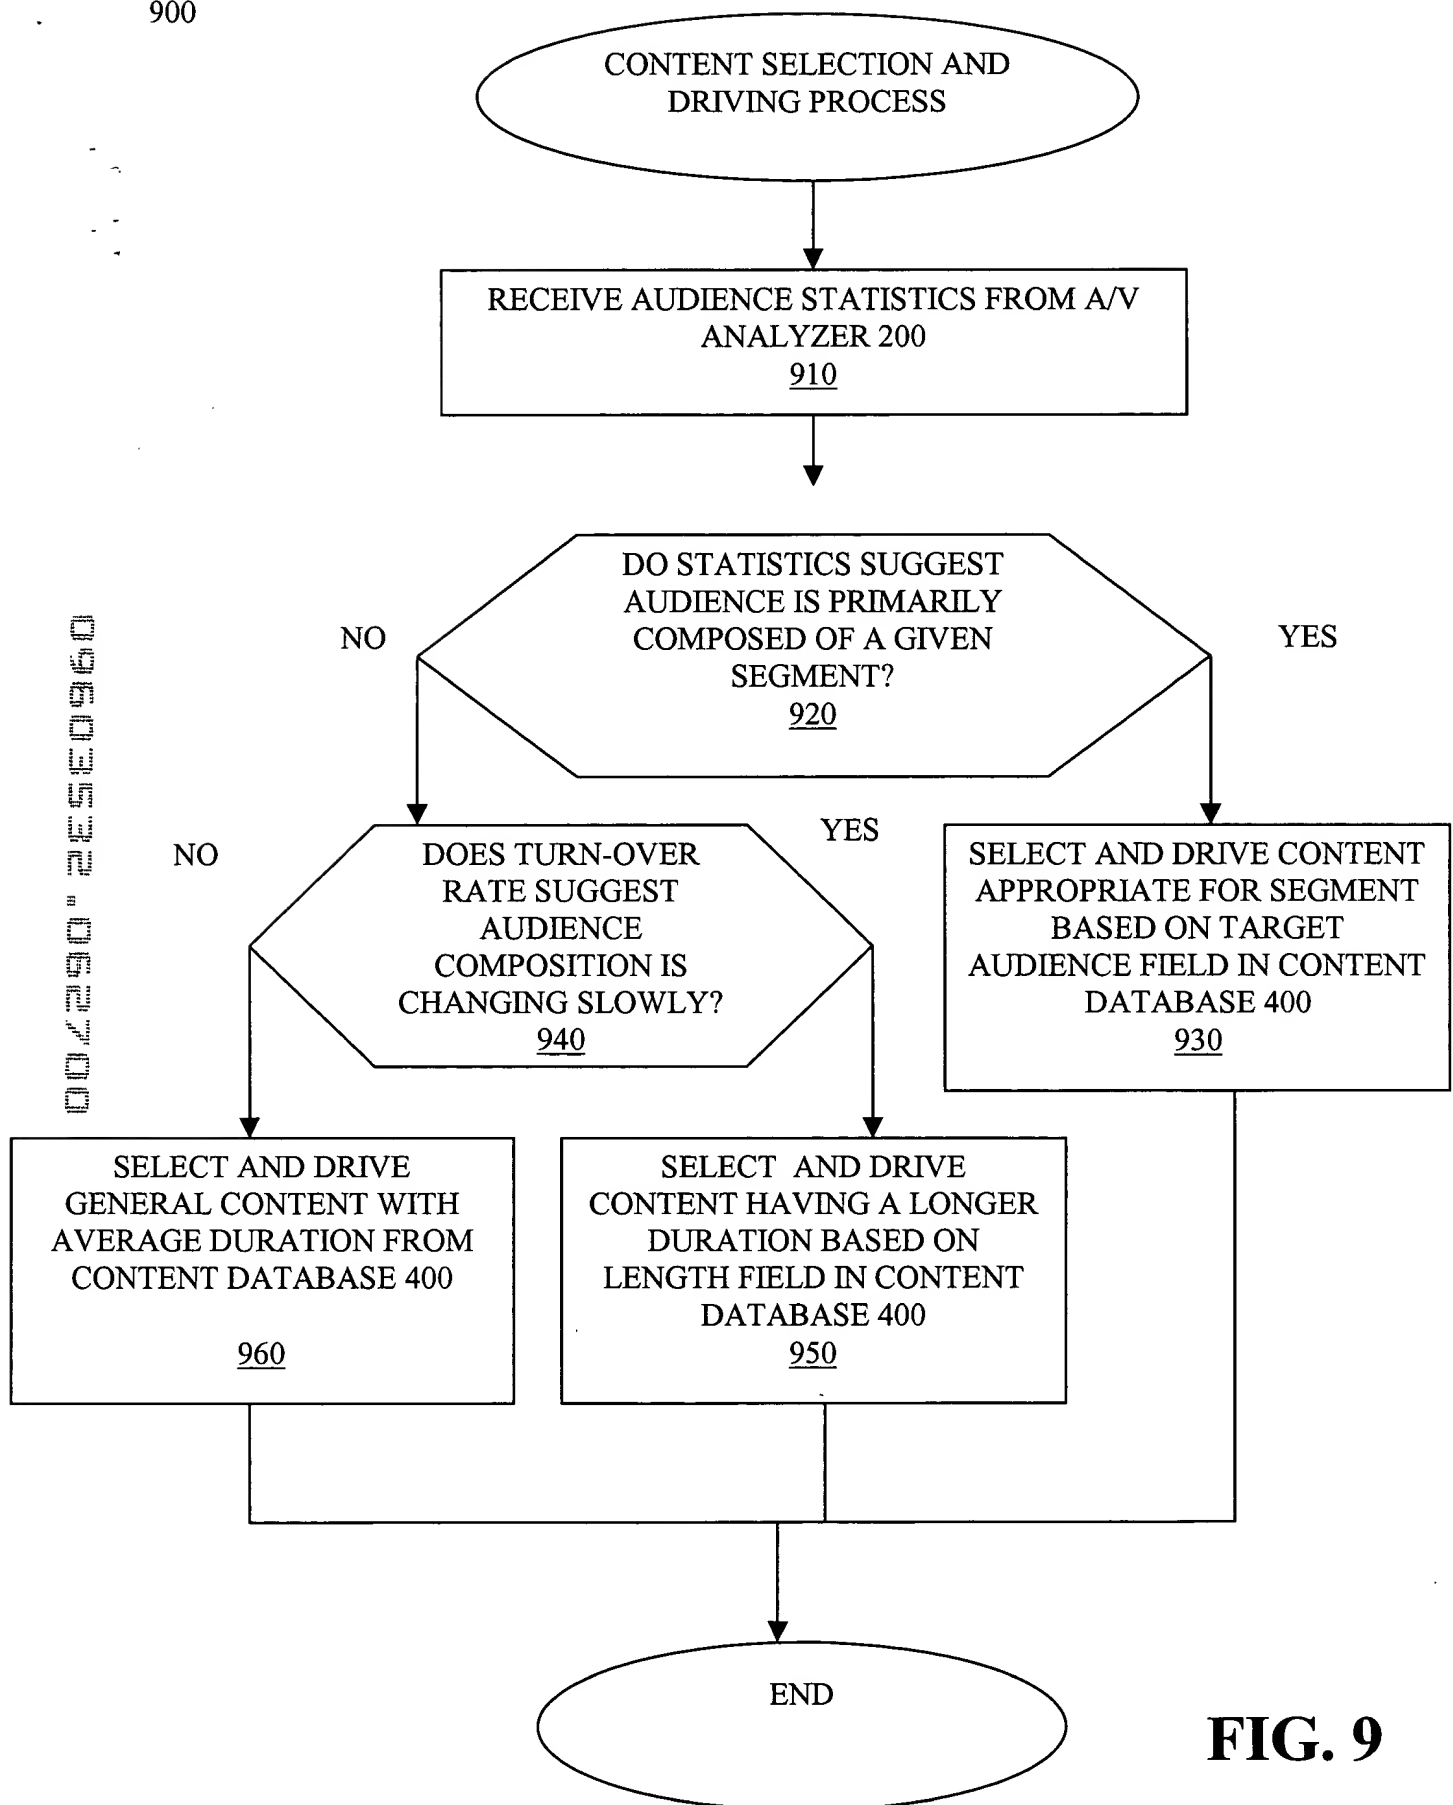 900
CONTENT SELECTION AND
DRIVING PROCESS
RECEIVE AUDIENCE STATISTICS FROM A/V
ANALYZER 200
910
DO STATISTICS SUGGEST
AUDIENCE IS PRIMARILY
COMPOSED OF A GIVEN
SEGMENT?
920
NO
YES
DOES TURN-OVER
RATE SUGGEST
AUDIENCE
COMPOSITION IS
CHANGING SLOWLY?
940
NO
YES
SELECT AND DRIVE CONTENT
APPROPRIATE FOR SEGMENT
BASED ON TARGET
AUDIENCE FIELD IN CONTENT
DATABASE 400
930
SELECT AND DRIVE
GENERAL CONTENT WITH
AVERAGE DURATION FROM
CONTENT DATABASE 400
960
SELECT AND DRIVE
CONTENT HAVING A LONGER
DURATION BASED ON
LENGTH FIELD IN CONTENT
DATABASE 400
950
END
FIG. 9
09603532.062700